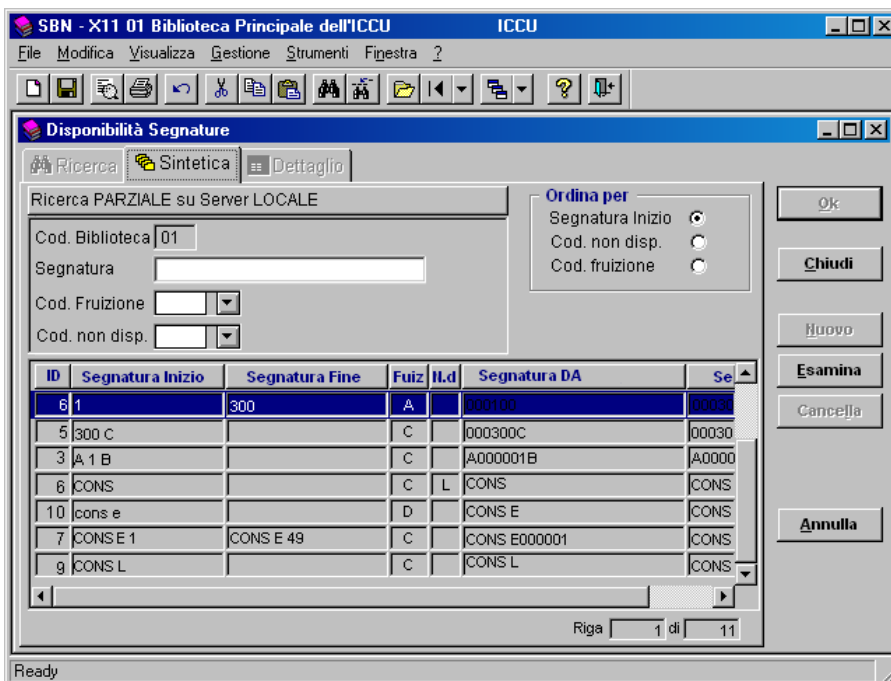 SBN - X11 01 Biblioteca Principale dell'ICCU ICCU
File Modifica Visualizza Gestione Strumenti Finestra ?
Disponibilità Segnature
Ricerca Sintetica Dettaglio
Ricerca PARZIALE su Server LOCALE
Ordina per
Segnatura Inizio
Cod. non disp.
Cod. fruizione
Cod. Biblioteca 01
Segnatura
Cod. Fruizione
Cod. non disp.
Ok
Chiudi
Nuovo
Esamina
Cancella
Annulla
ID Segnatura Inizio Segnatura Fine Fuiz N.d Segnatura DA Se
6 1 300 A
5 300 C C 000300C 00030
3 A 1 B C A000001B A0000
6 CONS C L CONS CONS
10 cons e D CONS E CONS
7 CONS E 1 CONS E 49 C CONS E000001 CONS
9 CONS L C CONS L CONS
Riga 1 di 11
Ready